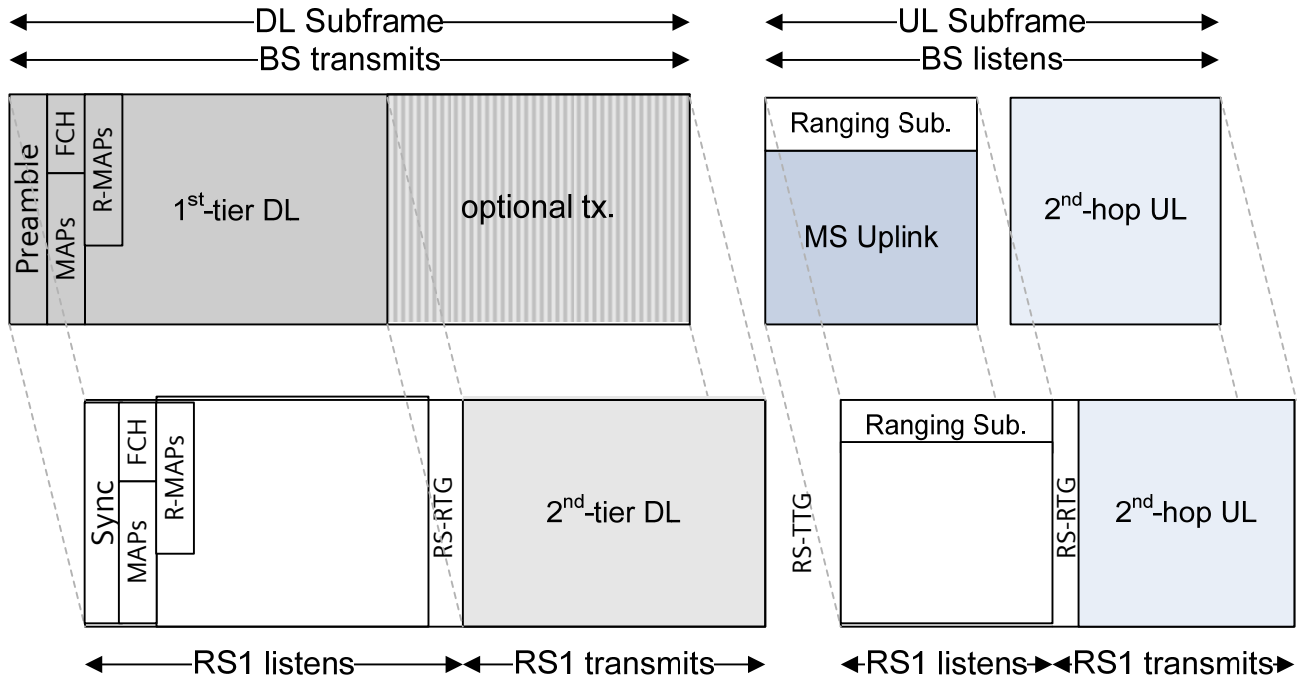 DL Subframe
UL Subframe
BS transmits
BS listens
Preamble
FCH
MAPs
R-MAPs
1st-tier DL
optional tx.
Ranging Sub.
MS Uplink
2nd-hop UL
Sync
FCH
MAPs
R-MAPs
RS-RTG
2nd-tier DL
RS-TTG
Ranging Sub.
RS-RTG
2nd-hop UL
RS1 listens
RS1 transmits
RS1 listens
RS1 transmits